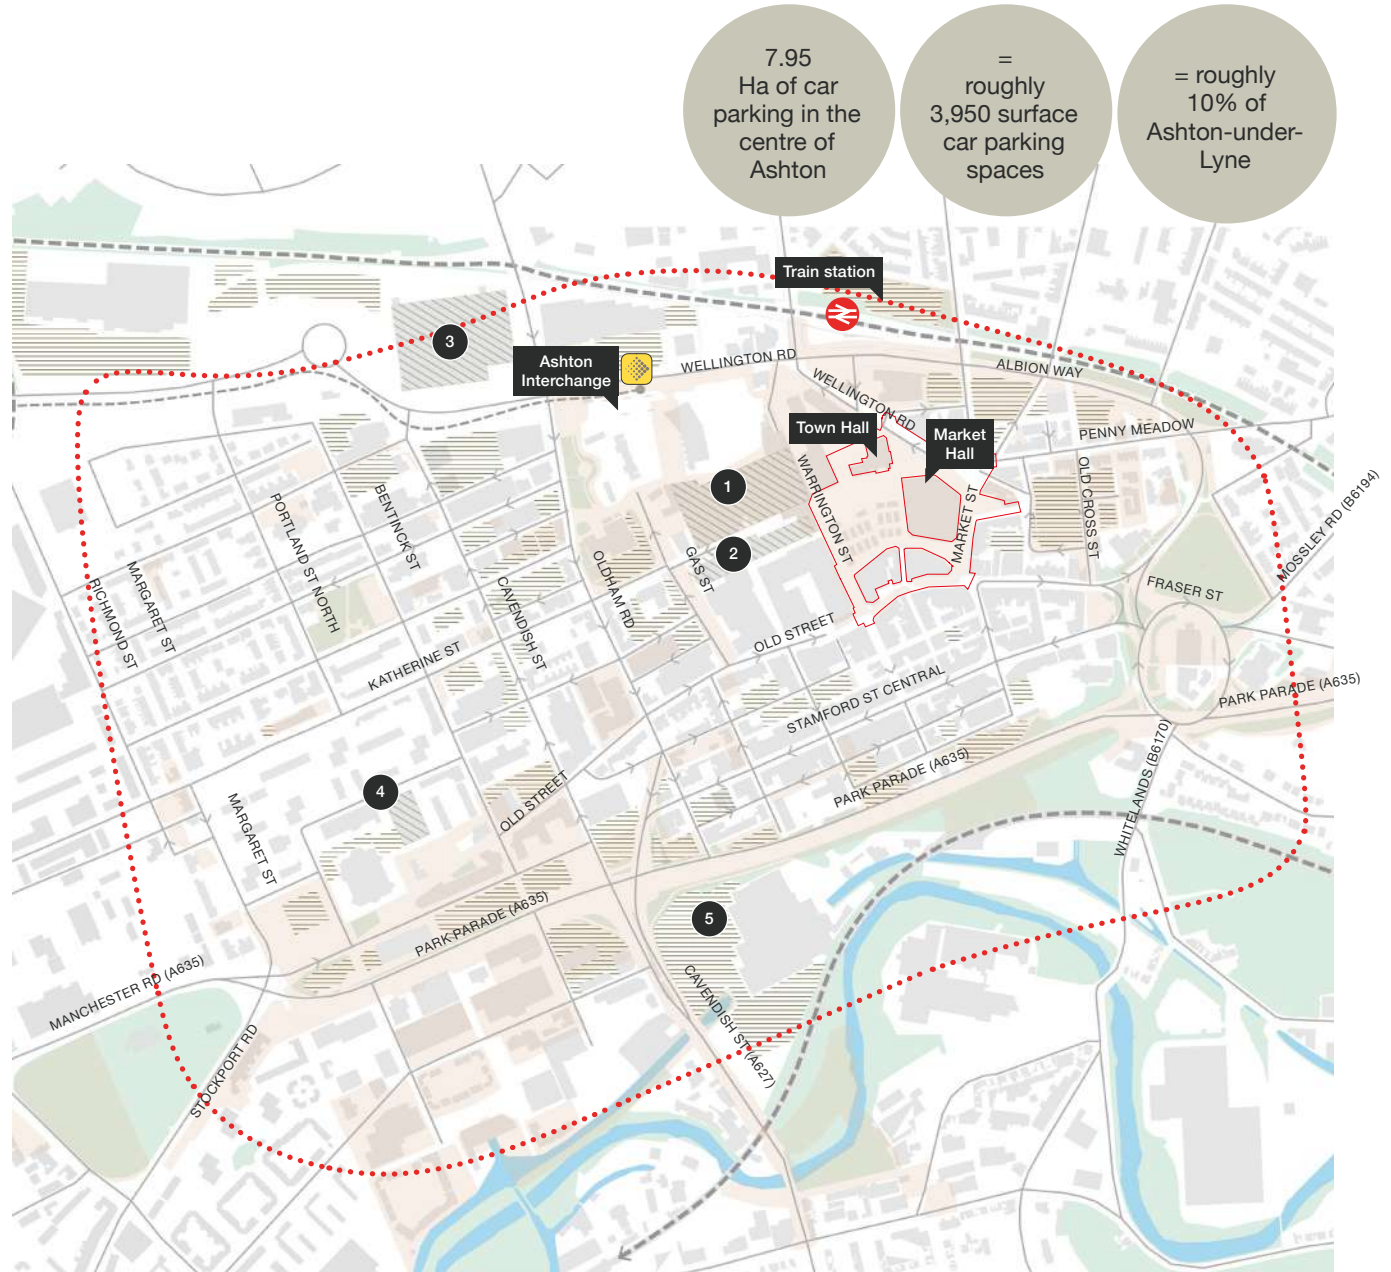 7.95
Ha of car
parking in the
centre of
Ashton
=
roughly
3,950 surface
car parking
spaces
= roughly
10% of
Ashton-under-
Lyne
Train station
3
Ashton
Interchange
WELLINGTON RD
ALBION WAY
WELLINGTON RD
Town Hall
Market
Hall
PENNY MEADOW
1
WARRINGTON ST
MARKET ST
OLD CROSS ST
MOSSLEY RD (B6194)
PORTLAND ST NORTH
BENTINCK ST
2
GAS ST
OLDHAM RD
CAVENDISH ST
MARGARET ST
RICHMOND ST
FRASER ST
OLD STREET
KATHERINE ST
STAMFORD ST CENTRAL
PARK PARADE (A635)
PARK PARADE (A635)
WHITELANDS (B6170)
4
OLD STREET
MARGARET ST
5
PARK PARADE (A635)
MANCHESTER RD (A635)
CAVENDISH ST (A627)
STOCKPORT RD